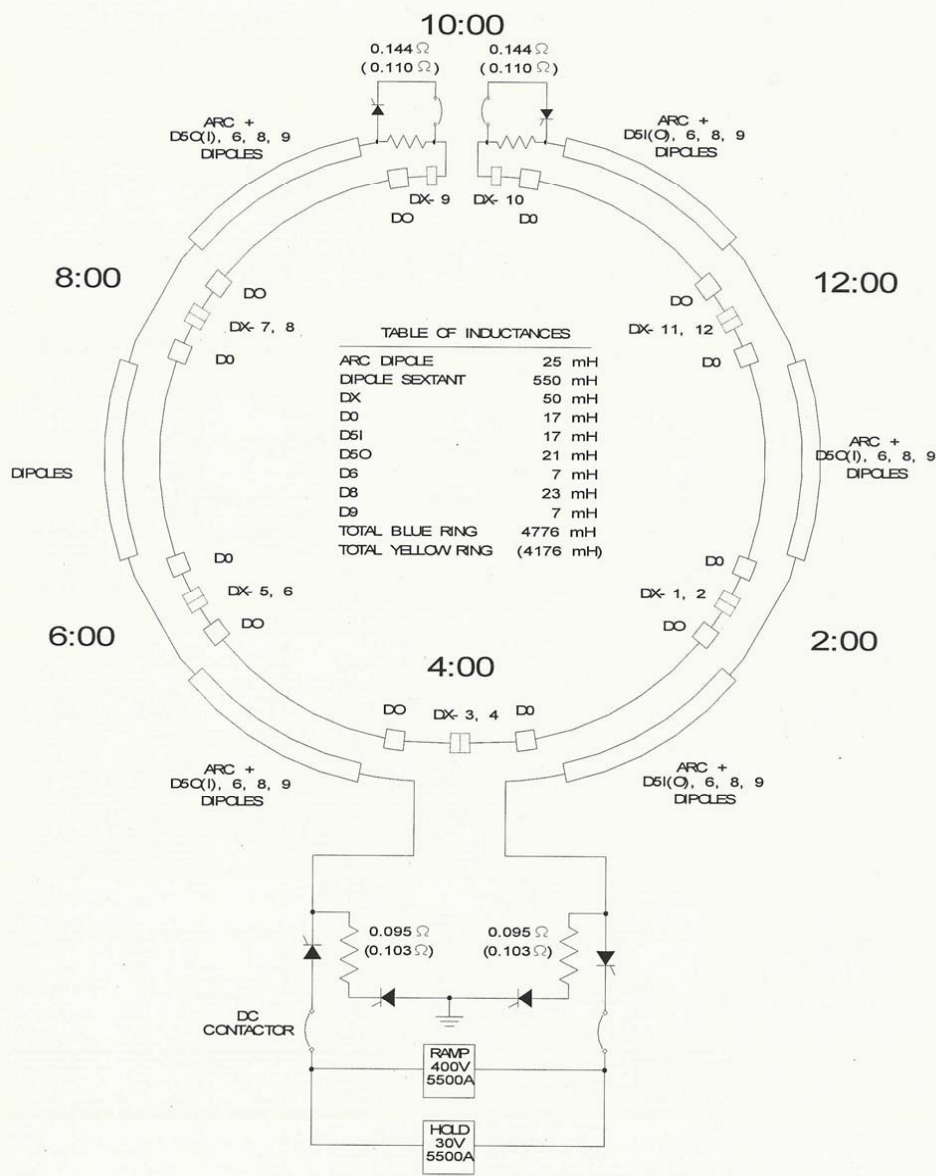 10:00
0.144 Ω
(0.110 Ω)
0.144 Ω
(0.110 Ω)
ARC +
D5O(I), 6, 8, 9
DIPOLES
ARC +
D5I(O), 6, 8, 9
DIPOLES
DX- 9
DX- 10
DO
D0
8:00
12:00
DO
DX- 7, 8
D0
DO
DX- 11, 12
D0
TABLE OF INDUCTANCES
ARC DIPOLE 25 mH
DIPOLE SEXTANT 550 mH
DX 50 mH
D0 17 mH
D5I 17 mH
D5O 21 mH
D6 7 mH
D8 23 mH
D9 7 mH
TOTAL BLUE RING 4776 mH
TOTAL YELLOW RING (4176 mH)
DIPOLES
ARC +
D5O(I), 6, 8, 9
DIPOLES
D0
DX- 5, 6
DO
D0
DX- 1, 2
DO
6:00
4:00
2:00
DO
DX- 3, 4
D0
ARC +
D5O(I), 6, 8, 9
DIPOLES
ARC +
D5I(O), 6, 8, 9
DIPOLES
0.095 Ω
(0.103 Ω)
0.095 Ω
(0.103 Ω)
DC
CONTACTOR
RAMP
400V
5500A
HOLD
30V
5500A